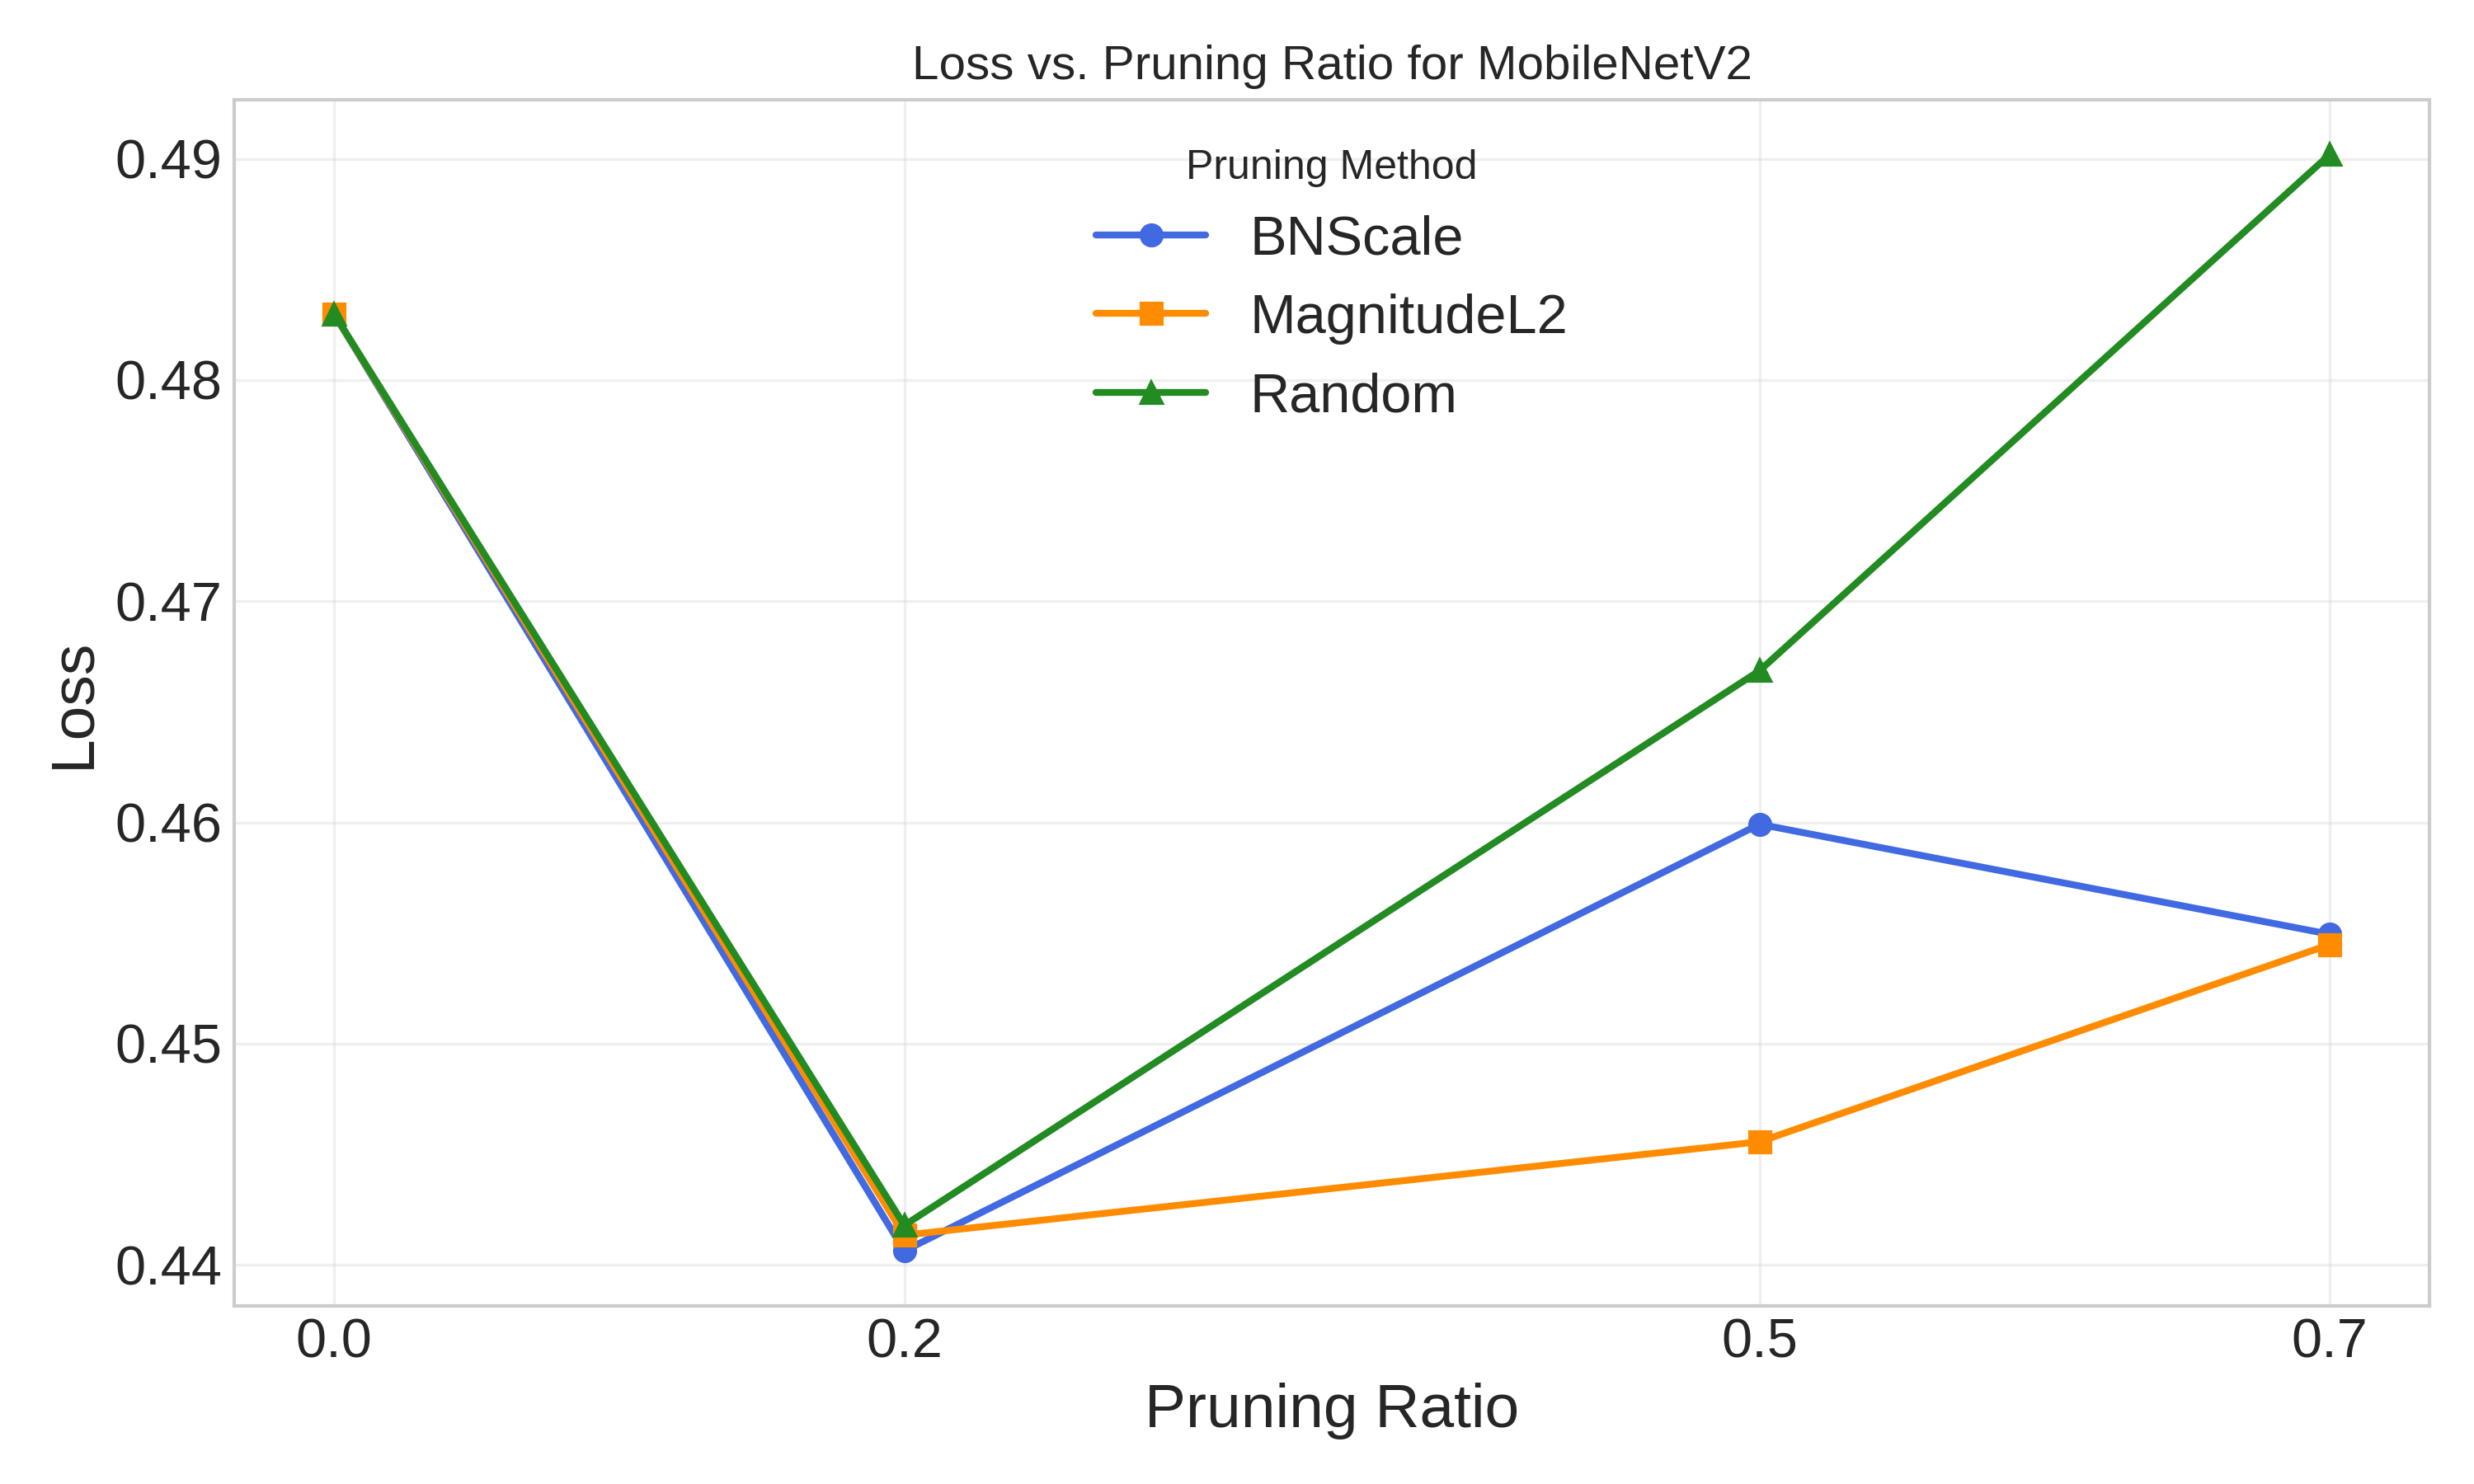 Loss vs. Pruning Ratio for MobileNetV2
Pruning Method
BNScale
MagnitudeL2
Random
Loss
0.49
0.48
0.47
0.46
0.45
0.44
0.0 0.2 0.5 0.7
Pruning Ratio